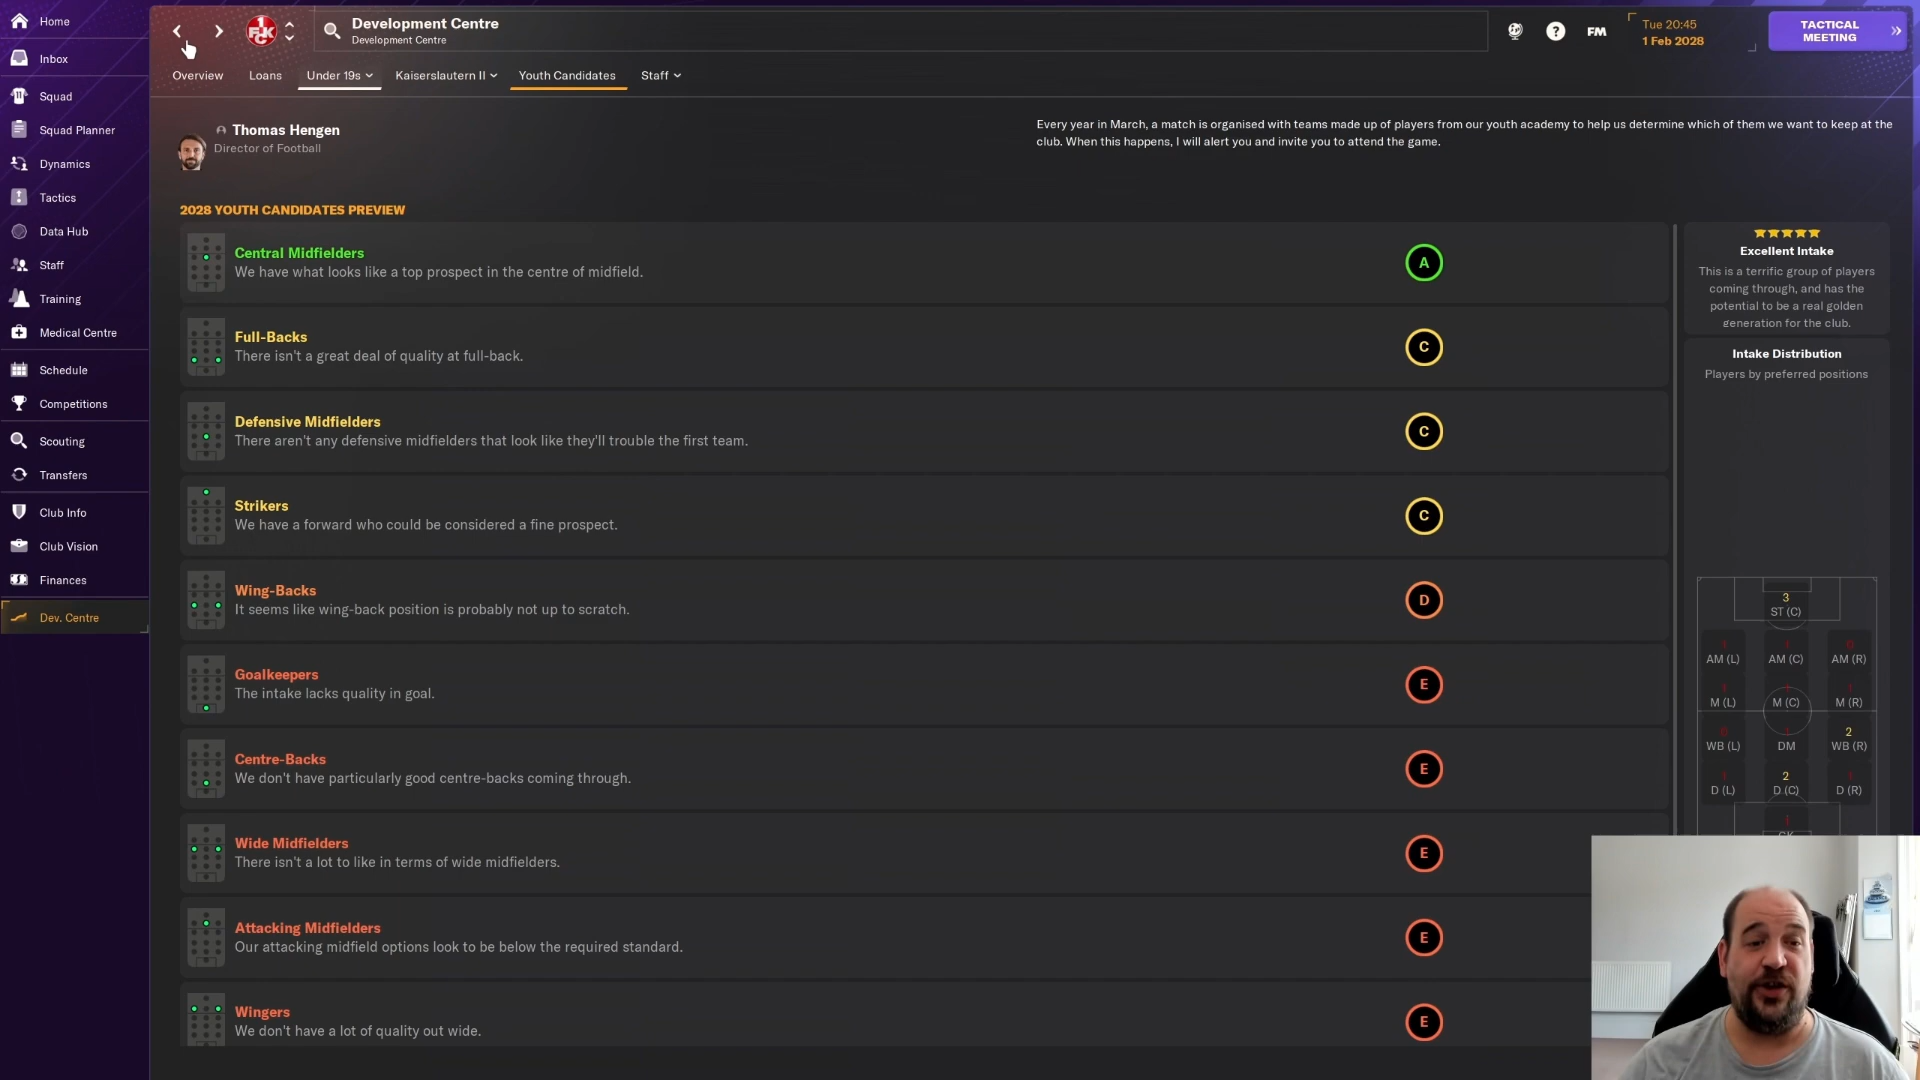 Home
Inbox
Squad
Squad Planner
Dynamics
Tactics
Data Hub
Staff
Training
Medical Centre
Schedule
Competitions
Scouting
Transfers
Club Info
Club Vision
Finances
Dev. Centre
Development Centre
Development Centre
FM
Tue 20:45
1 Feb 2028
TACTICAL
MEETING
Overview
Loans
Under 19s
Kaiserslautern II
Youth Candidates
Staff
Thomas Hengen
Director of Football
Every year in March, a match is organised with teams made up of players from our youth academy to help us determine which of them we want to keep at the
club. When this happens, I will alert you and invite you to attend the game.
2028 YOUTH CANDIDATES PREVIEW
Central Midfielders
We have what looks like a top prospect in the centre of midfield.
A
Full-Backs
There isn't a great deal of quality at full-back.
C
Defensive Midfielders
There aren't any defensive midfielders that look like they'll trouble the first team.
C
Strikers
We have a forward who could be considered a fine prospect.
C
Wing-Backs
It seems like wing-back position is probably not up to scratch.
D
Goalkeepers
The intake lacks quality in goal.
E
Centre-Backs
We don't have particularly good centre-backs coming through.
E
Wide Midfielders
There isn't a lot to like in terms of wide midfielders.
E
Attacking Midfielders
Our attacking midfield options look to be below the required standard.
E
Wingers
We don't have a lot of quality out wide.
E
Excellent Intake
This is a terrific group of players
coming through, and has the
potential to be a real golden
generation for the club.
Intake Distribution
Players by preferred positions
3
ST (C)
1 1 0
AM (L) AM (C) AM (R)
M (L) M (C) M (R)
0 2
WB (L) DM WB (R)
1 2 1
D (L) D (C) D (R)